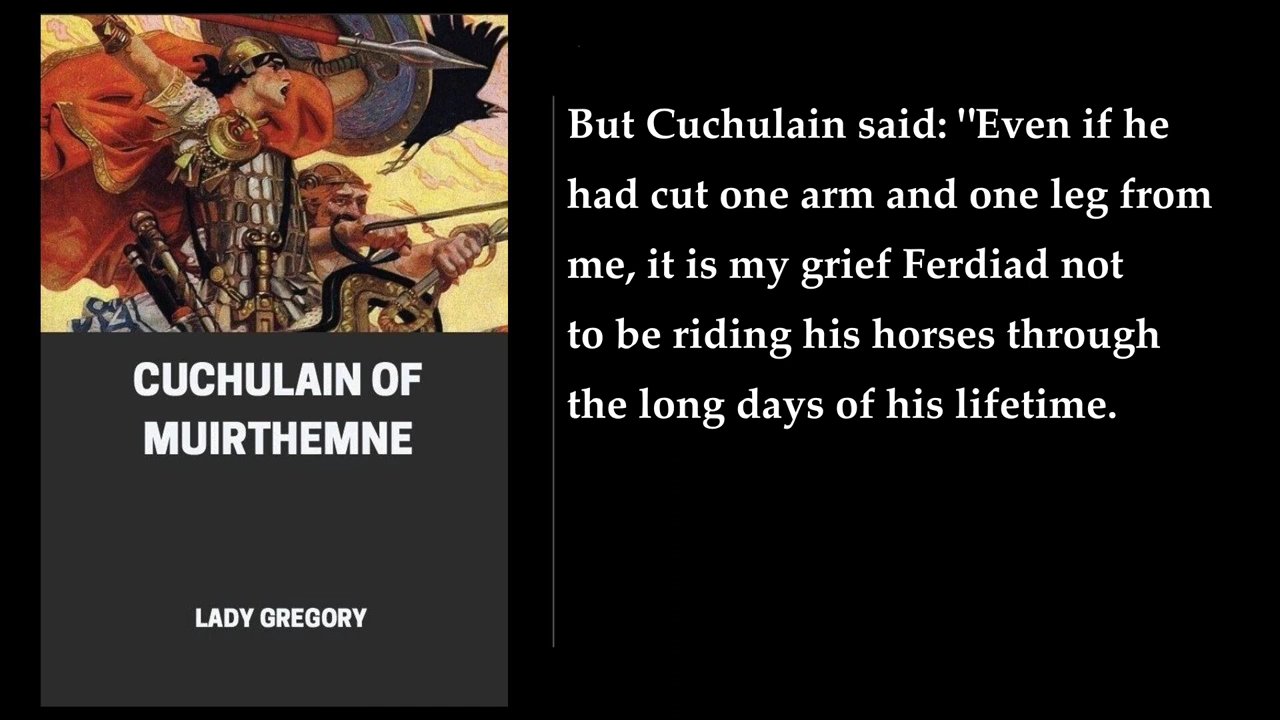 CUCHULAIN OF
MUIRTHEMNE
LADY GREGORY
But Cuchulain said: "Even if he
had cut one arm and one leg from
me, it is my grief Ferdiad not
to be riding his horses through
the long days of his lifetime.